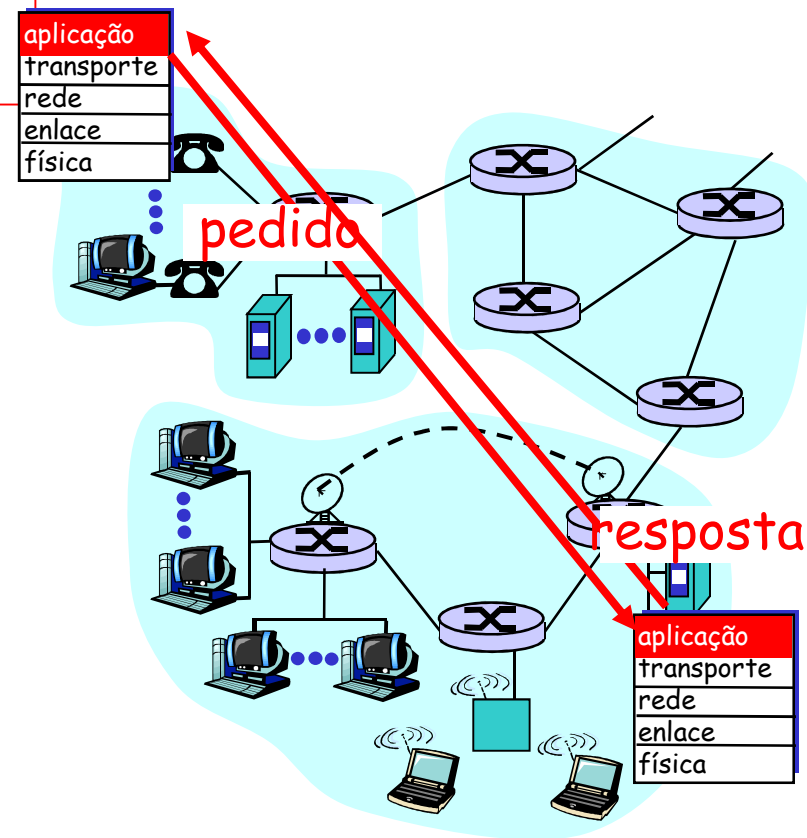 aplicação
transporte
rede
enlace
física
pedido
resposta
aplicação
transporte
rede
enlace
física